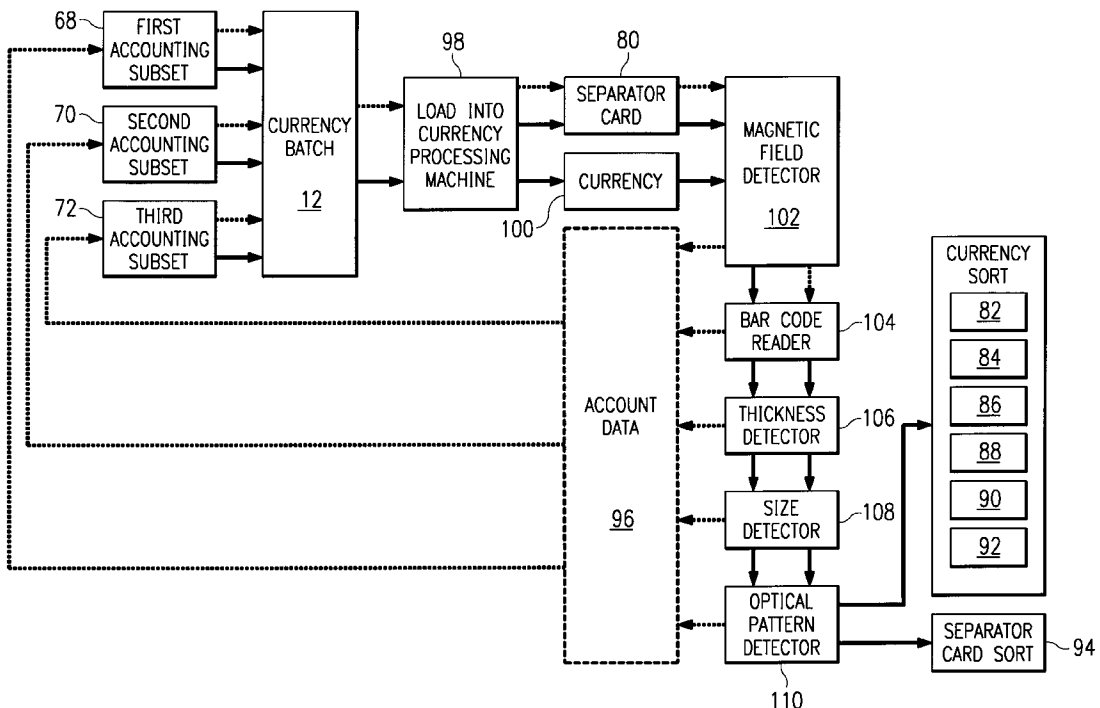 68
FIRST
ACCOUNTING
SUBSET
70
SECOND
ACCOUNTING
SUBSET
72
THIRD
ACCOUNTING
SUBSET
CURRENCY
BATCH
12
98
LOAD INTO
CURRENCY
PROCESSING
MACHINE
80
SEPARATOR
CARD
CURRENCY
100
MAGNETIC
FIELD
DETECTOR
102
BAR CODE
READER
104
THICKNESS
DETECTOR
106
SIZE
DETECTOR
108
OPTICAL
PATTERN
DETECTOR
110
ACCOUNT
DATA
96
CURRENCY
SORT
82
84
86
88
90
92
SEPARATOR
CARD SORT
94